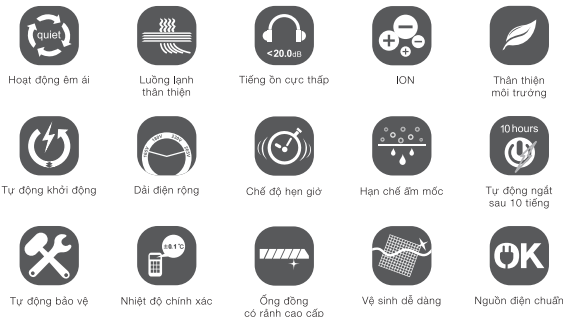 quiet
Hoạt động êm ái
Luồng lạnh
thân thiện
<20.0dB
Tiếng ồn cực thấp
ION
Thân thiện
môi trường
Tự động khởi động
Dải điện rộng
Chế độ hẹn giờ
Hạn chế ẩm mốc
10 hours
Tự động ngắt
sau 10 tiếng
Tự động bảo vệ
±0.1°C
Nhiệt độ chính xác
Ống đồng
có rãnh cao cấp
Vệ sinh dễ dàng
OK
Nguồn điện chuẩn